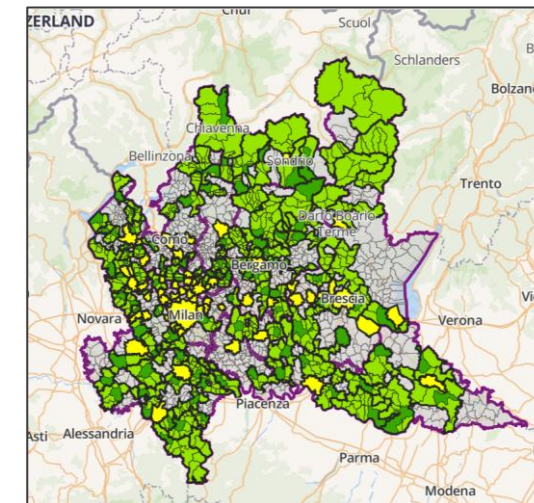 Chur
ZERLAND
Scuol
Schlanders
B
Bolzano
Chiavenna
Bellinzona
Sondrio
Trento
Darfo Boario
Terme
Como
Bergamo
Brescia
Novara
Milan
Verona
Vi
Piacenza
Asti
Alessandria
Parma
Modena